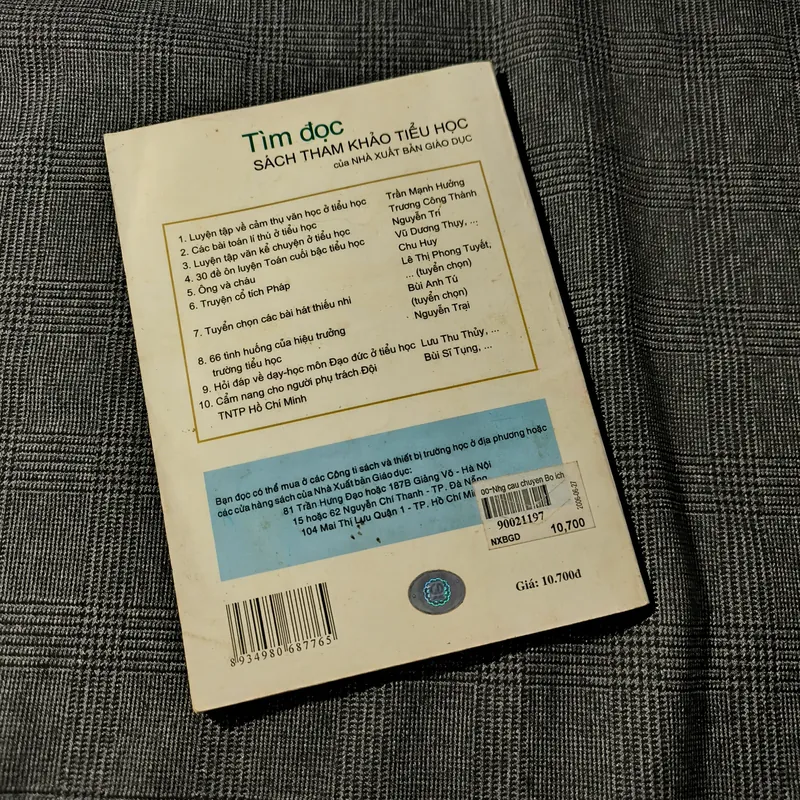 Tìm đọc
SÁCH THAM KHẢO TIỂU HỌC
của NHÀ XUẤT BẢN GIÁO DỤC
1. Luyện tập về cảm thụ văn học ở tiểu học Trần Mạnh Hưởng
2. Các bài toán lí thú ở tiểu học Trương Công Thành
3. Luyện tập văn kể chuyện ở tiểu học Nguyễn Trí
4. 30 đề ôn luyện Toán cuối bậc tiểu học Vũ Dương Thụy, ...
5. Ông và cháu Chu Huy
6. Truyện cổ tích Pháp Lê Thị Phong Tuyết,
... (tuyển chọn)
7. Tuyển chọn các bài hát thiếu nhi Bùi Anh Tú
(tuyển chọn)
8. 66 tình huống của hiệu trưởng Nguyễn Trại
trường tiểu học
9. Hỏi đáp về dạy-học môn Đạo đức ở tiểu học Lưu Thu Thủy, ...
10. Cẩm nang cho người phụ trách Đội Bùi Sĩ Tụng, ...
TNTP Hồ Chí Minh
Bạn đọc có thể mua ở các Công ti sách và thiết bị trường học ở địa phương hoặc
các cửa hàng sách của Nhà Xuất bản Giáo dục:
81 Trần Hưng Đạo hoặc 187B Giảng Võ - Hà Nội
15 hoặc 62 Nguyễn Chí Thanh - TP. Đà Nẵng
104 Mai Thị Lựu Quận 1 - TP. Hồ Chí Mi
oo-Nhg cau chuyen Bo ich
90021197
NXBGD 10,700
Giá: 10.700đ
8 934980 687765